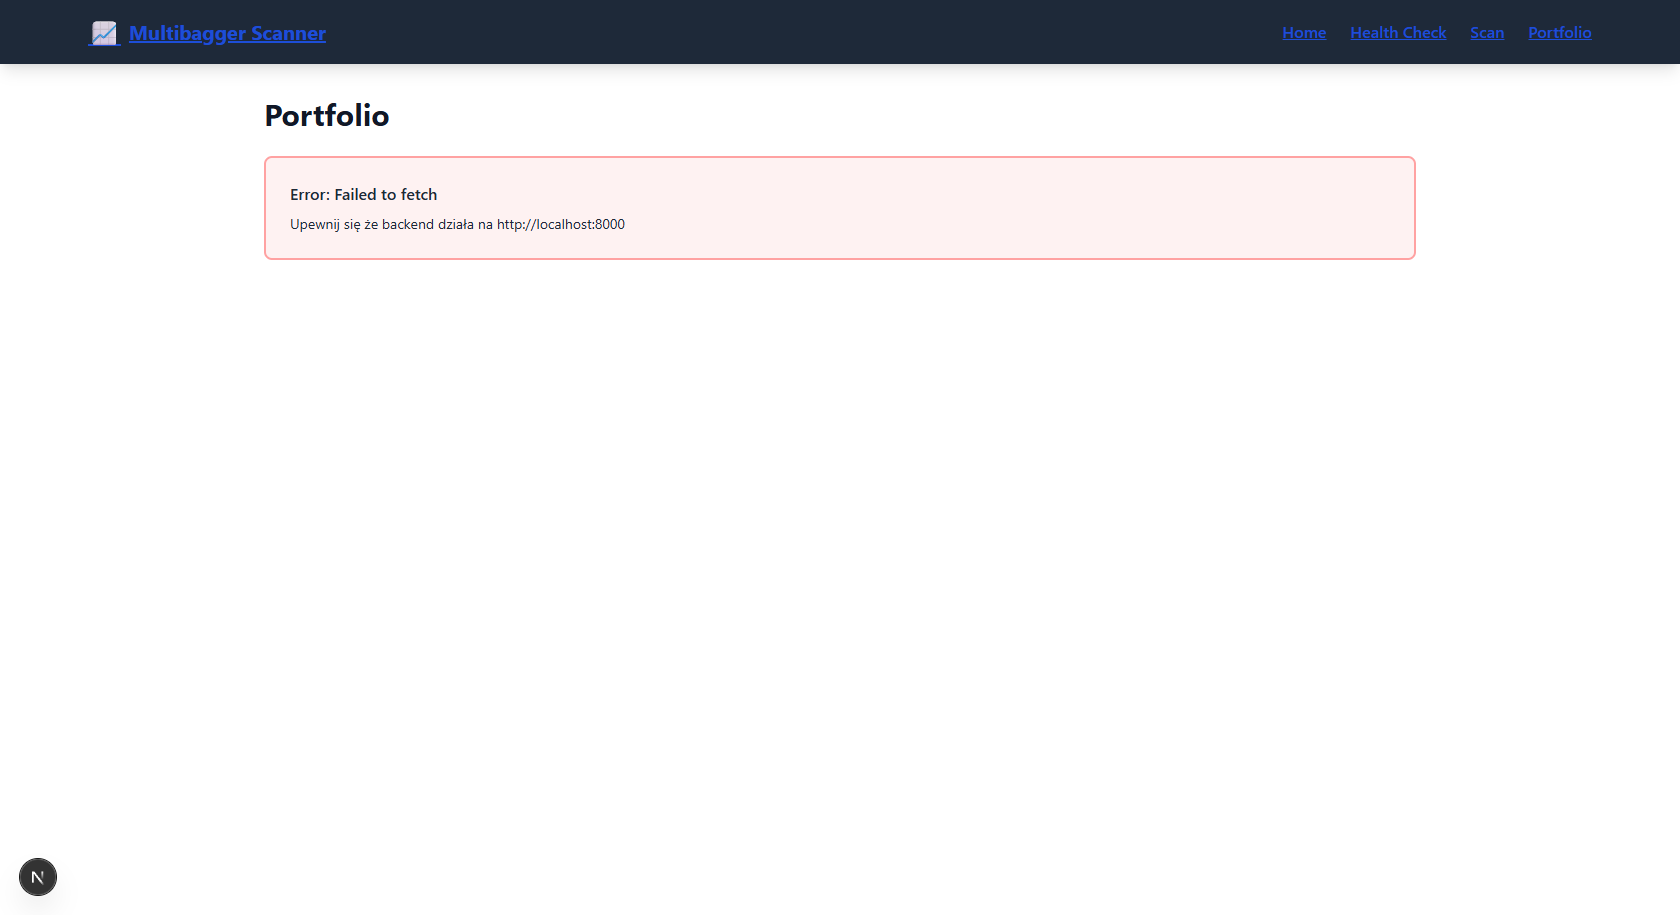 Multibagger Scanner
Home Health Check Scan Portfolio
Portfolio
Error: Failed to fetch
Upewnij się że backend działa na http://localhost:8000
N